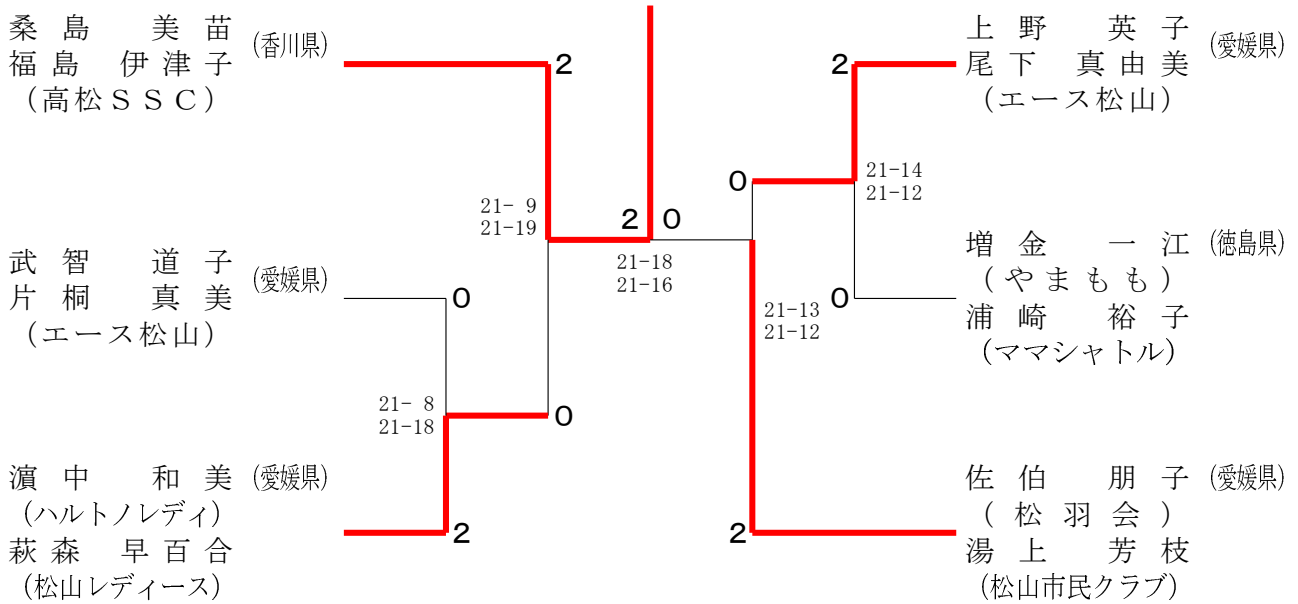 桑島 美苗 (香川県)
福島 伊津子
(高松SSC)
2
21- 9
21-19
武智 道子 (愛媛県)
片桐 真美
(エース松山)
0
21- 8
21-18
0
濵中 和美 (愛媛県)
(ハルトノレディ)
萩森 早百合
(松山レディース)
2
2 0
21-18
21-16
上野 英子 (愛媛県)
尾下 真由美
(エース松山)
2
21-14
21-12
0
増金 一江 (徳島県)
(やまもも)
浦崎 裕子
(ママシャトル)
0
21-13
21-12
佐伯 朋子 (愛媛県)
(松羽会)
湯上 芳枝
(松山市民クラブ)
2